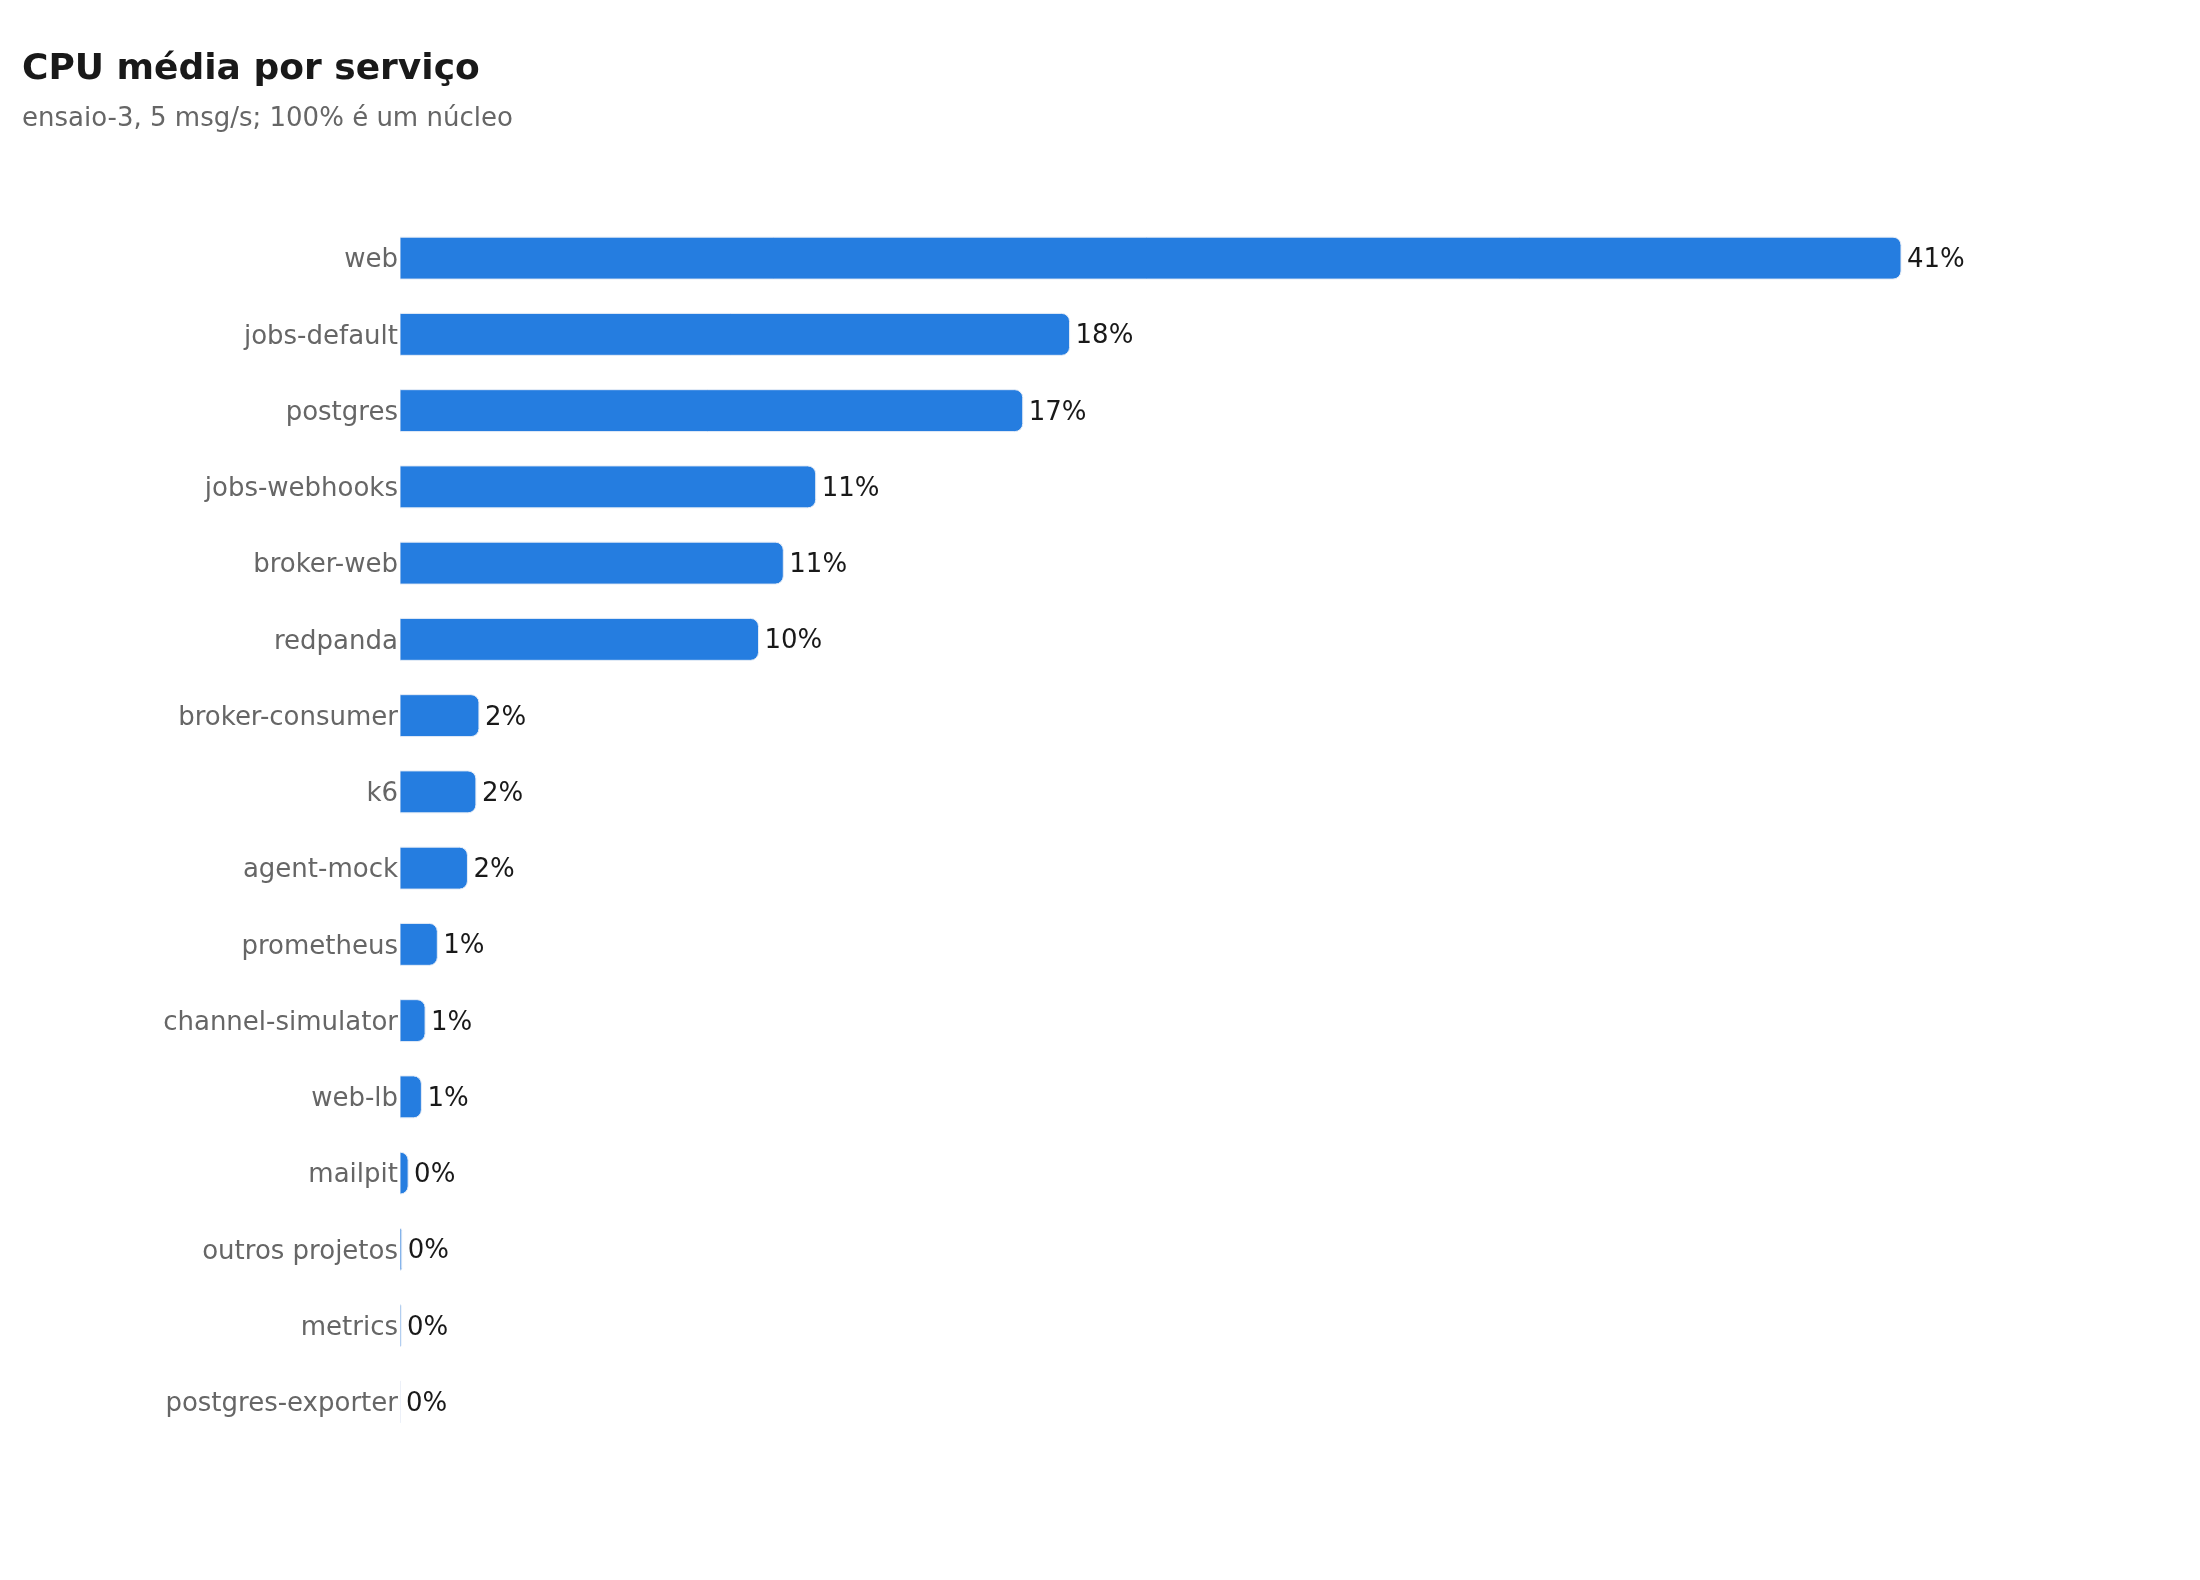 CPU média por serviço
ensaio-3, 5 msg/s; 100% é um núcleo
web 41%
jobs-default 18%
postgres 17%
jobs-webhooks 11%
broker-web 11%
redpanda 10%
broker-consumer 2%
k6 2%
agent-mock 2%
prometheus 1%
channel-simulator 1%
web-lb 1%
mailpit 0%
outros projetos 0%
metrics 0%
postgres-exporter 0%